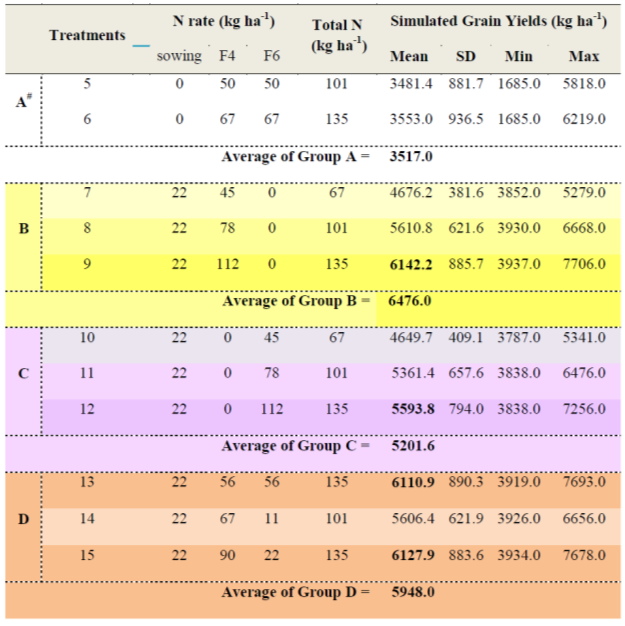 Treatments N rate (kg ha-1) Total N (kg ha-1) Simulated Grain Yields (kg ha-1)
sowing F4 F6 Mean SD Min Max
A# 5 0 50 50 101 3481.4 881.7 1685.0 5818.0
6 0 67 67 135 3553.0 936.5 1685.0 6219.0
Average of Group A = 3517.0
7 22 45 0 67 4676.2 381.6 3852.0 5279.0
B 8 22 78 0 101 5610.8 621.6 3930.0 6668.0
9 22 112 0 135 6142.2 885.7 3937.0 7706.0
Average of Group B = 6476.0
10 22 0 45 67 4649.7 409.1 3787.0 5341.0
C 11 22 0 78 101 5361.4 657.6 3838.0 6476.0
12 22 0 112 135 5593.8 794.0 3838.0 7256.0
Average of Group C = 5201.6
13 22 56 56 135 6110.9 890.3 3919.0 7693.0
D 14 22 67 11 101 5606.4 621.9 3926.0 6656.0
15 22 90 22 135 6127.9 883.6 3934.0 7678.0
Average of Group D = 5948.0